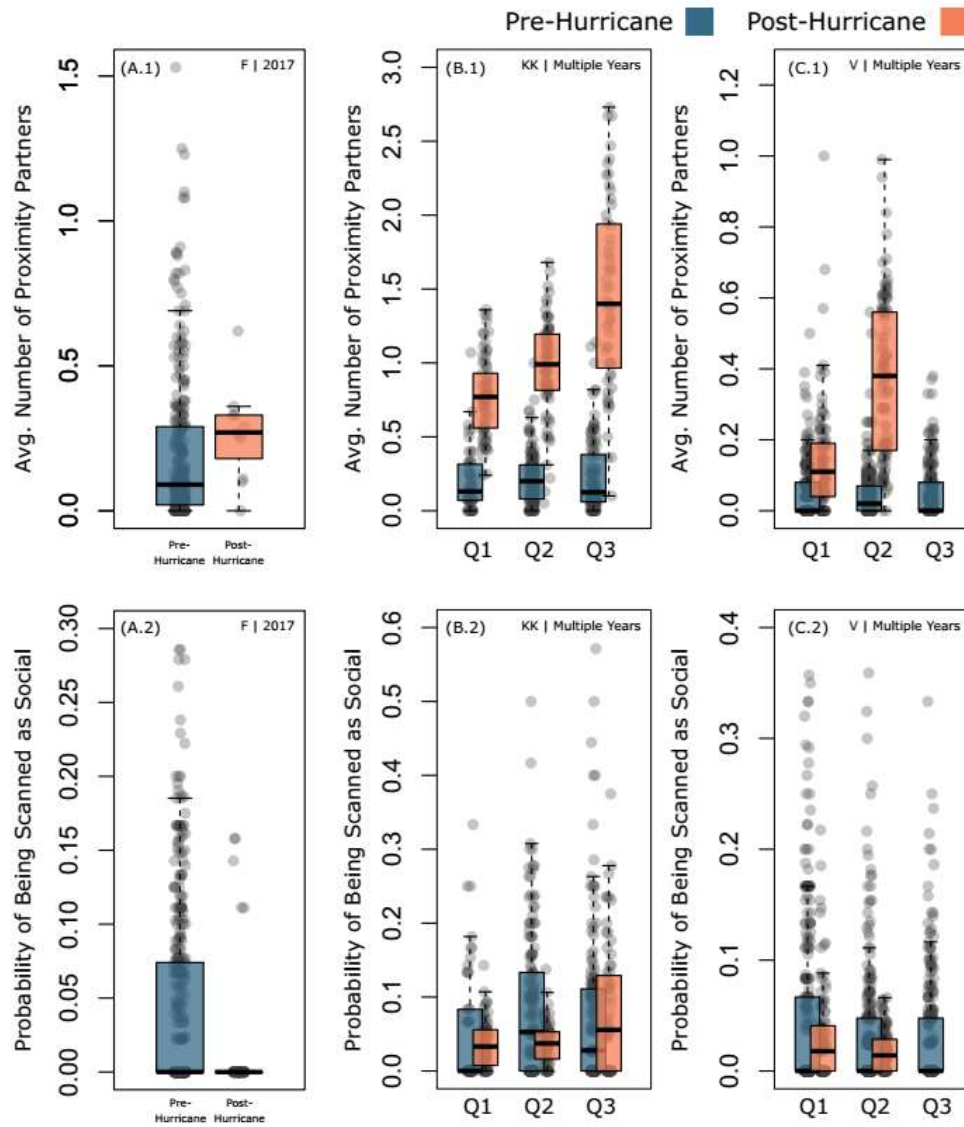 Pre-Hurricane Post-Hurricane
(A.1) F | 2017
Avg. Number of Proximity Partners
1.5
1.0
0.5
0.0
Pre-
Hurricane
Post-
Hurricane
(B.1) KK | Multiple Years
Avg. Number of Proximity Partners
3.0
2.5
2.0
1.5
1.0
0.5
0.0
Q1 Q2 Q3
(C.1) V | Multiple Years
Avg. Number of Proximity Partners
1.2
1.0
0.8
0.6
0.4
0.2
0.0
Q1 Q2 Q3
(A.2) F | 2017
Probability of Being Scanned as Social
0.30
0.25
0.20
0.15
0.10
0.05
0.00
Pre-
Hurricane
Post-
Hurricane
(B.2) KK | Multiple Years
Probability of Being Scanned as Social
0.6
0.5
0.4
0.3
0.2
0.1
0.0
Q1 Q2 Q3
(C.2) V | Multiple Years
Probability of Being Scanned as Social
0.4
0.3
0.2
0.1
0.0
Q1 Q2 Q3